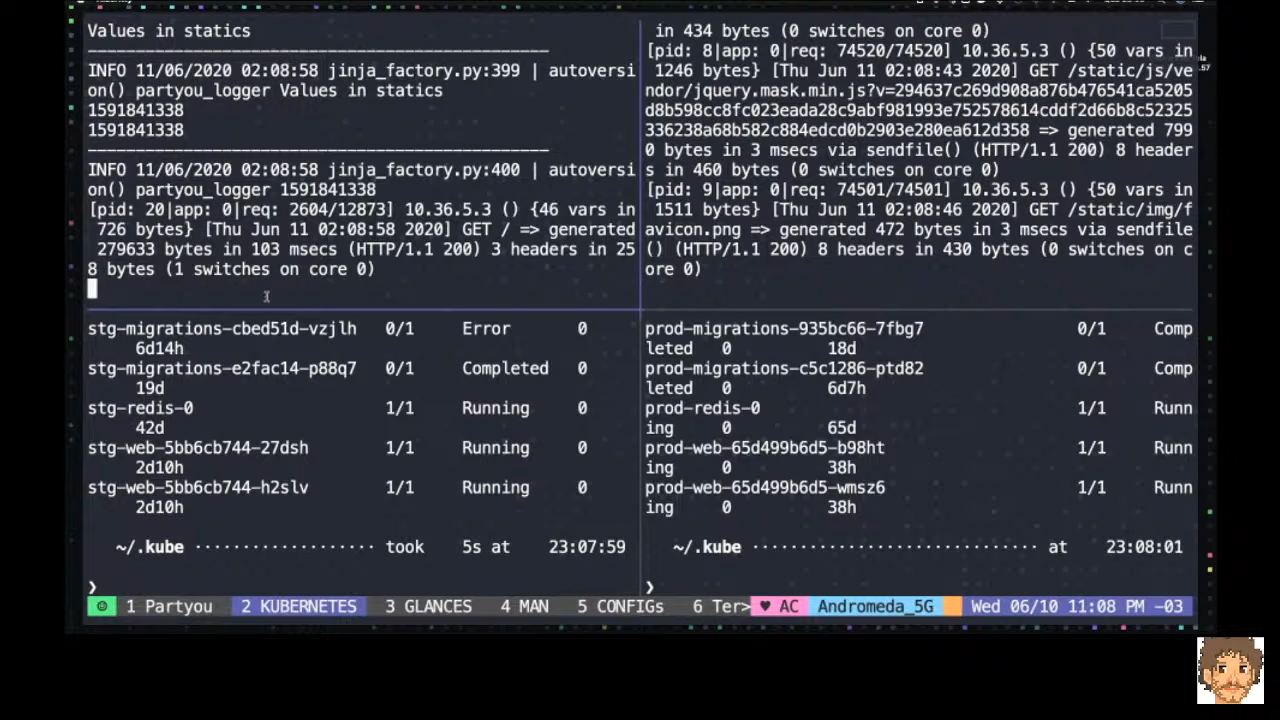 Values in statics
INFO 11/06/2020 02:08:58 jinja_factory.py:399 | autoversi
on() partyou_logger Values in statics
1591841338
1591841338
INFO 11/06/2020 02:08:58 jinja_factory.py:400 | autoversi
on() partyou_logger 1591841338
[pid: 20|app: 0|req: 2604/12873] 10.36.5.3 () {46 vars in
726 bytes} [Thu Jun 11 02:08:58 2020] GET / => generated
279633 bytes in 103 msecs (HTTP/1.1 200) 3 headers in 25
8 bytes (1 switches on core 0)
in 434 bytes (0 switches on core 0)
[pid: 8|app: 0|req: 74520/74520] 10.36.5.3 () {50 vars in
1246 bytes} [Thu Jun 11 02:08:43 2020] GET /static/js/ve
ndor/jquery.mask.min.js?v=294637c269d908a876b476541ca5205
d8b598cc8fc023eada28c9abf981993e752578614cddf2d66b8c52325
336238a68b582c884edcd0b2903e280ea612d358 => generated 799
0 bytes in 3 msecs via sendfile() (HTTP/1.1 200) 8 header
s in 460 bytes (0 switches on core 0)
[pid: 9|app: 0|req: 74501/74501] 10.36.5.3 () {50 vars in
1511 bytes} [Thu Jun 11 02:08:46 2020] GET /static/img/f
avicon.png => generated 472 bytes in 3 msecs via sendfile
() (HTTP/1.1 200) 8 headers in 430 bytes (0 switches on c
ore 0)
stg-migrations-cbed51d-vzjlh 0/1 Error 0
6d14h
stg-migrations-e2fac14-p88q7 0/1 Completed 0
19d
stg-redis-0 1/1 Running 0
42d
stg-web-5bb6cb744-27dsh 1/1 Running 0
2d10h
stg-web-5bb6cb744-h2slv 1/1 Running 0
2d10h
~/.kube ··················· took 5s at 23:07:59
❯
prod-migrations-935bc66-7fbg7 0/1 Comp
leted 0 18d
prod-migrations-c5c1286-ptd82 0/1 Comp
leted 0 6d7h
prod-redis-0 1/1 Runn
ing 0 65d
prod-web-65d499b6d5-b98ht 1/1 Runn
ing 0 38h
prod-web-65d499b6d5-wmsz6 1/1 Runn
ing 0 38h
~/.kube ······························ at 23:08:01
❯
1 Partyou 2 KUBERNETES 3 GLANCES 4 MAN 5 CONFIGs 6 Ter> ♥ AC Andromeda_5G Wed 06/10 11:08 PM -03